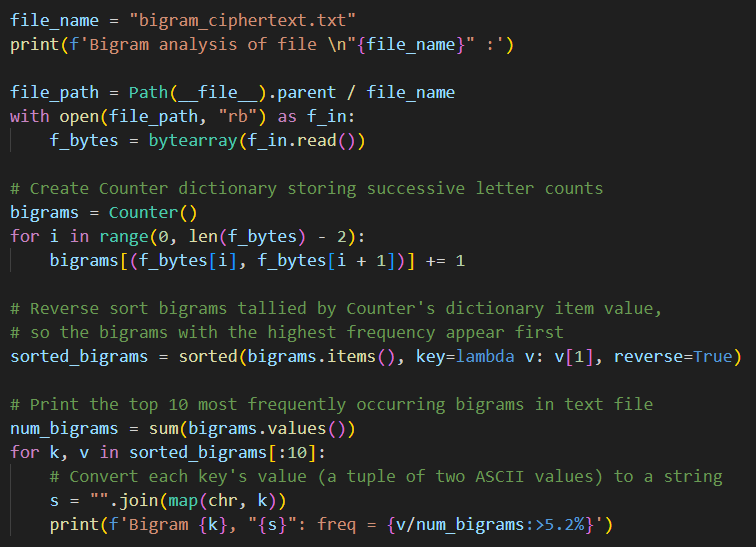 file_name = "bigram_ciphertext.txt"
print(f'Bigram analysis of file \n"{file_name}" :')
file_path = Path(__file__).parent / file_name
with open(file_path, "rb") as f_in:
    f_bytes = bytearray(f_in.read())
# Create Counter dictionary storing successive letter counts
bigrams = Counter()
for i in range(0, len(f_bytes) - 2):
    bigrams[(f_bytes[i], f_bytes[i + 1])] += 1
# Reverse sort bigrams tallied by Counter's dictionary item value,
# so the bigrams with the highest frequency appear first
sorted_bigrams = sorted(bigrams.items(), key=lambda v: v[1], reverse=True)
# Print the top 10 most frequently occurring bigrams in text file
num_bigrams = sum(bigrams.values())
for k, v in sorted_bigrams[:10]:
    # Convert each key's value (a tuple of two ASCII values) to a string
    s = "".join(map(chr, k))
    print(f'Bigram {k}, "{s}": freq = {v/num_bigrams:>5.2%}')